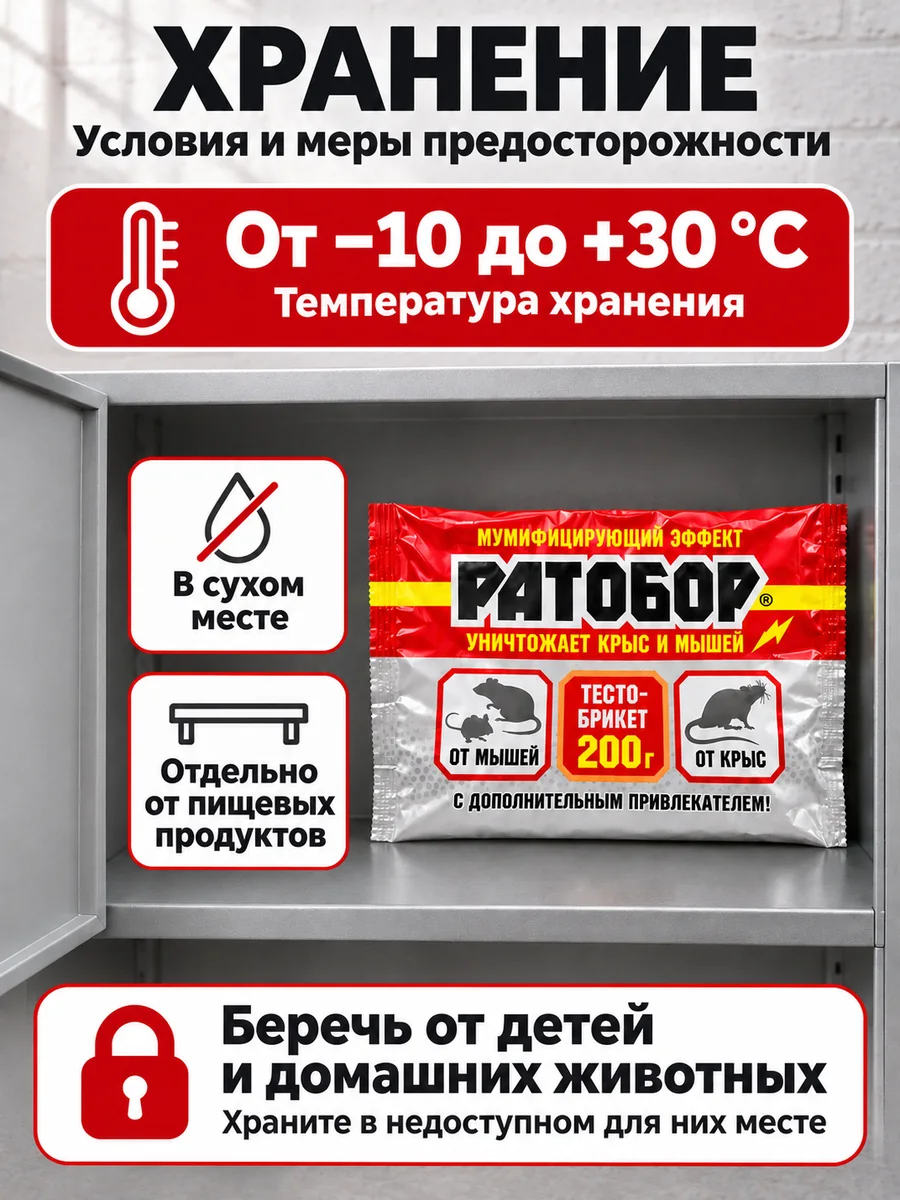 ХРАНЕНИЕ
Условия и меры предосторожности
От −10 до +30 °C
Температура хранения
В сухом
месте
Отдельно
от пищевых
продуктов
МУМИФИЦИРУЮЩИЙ ЭФФЕКТ
РАТОБОР®
УНИЧТОЖАЕТ КРЫС И МЫШЕЙ
ОТ МЫШЕЙ
ТЕСТО-
БРИКЕТ
200г
ОТ КРЫС
С ДОПОЛНИТЕЛЬНЫМ ПРИВЛЕКАТЕЛЕМ!
Беречь от детей
и домашних животных
Храните в недоступном для них месте